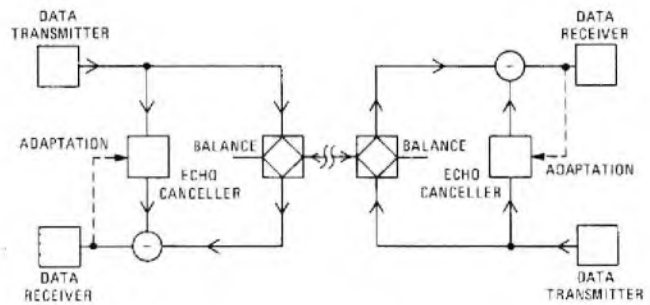 DATA
TRANSMITTER
DATA
RECEIVER
ADAPTATION
BALANCE
BALANCE
ECHO
CANCELLER
ECHO
CANCELLER
ADAPTATION
DATA
RECEIVER
DATA
TRANSMITTER